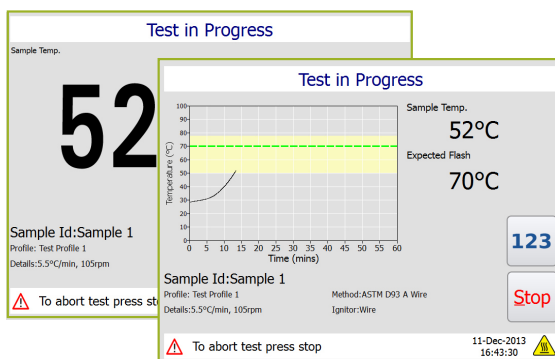 Test in Progress
Sample Temp.
52
Sample Id:Sample 1
Profile: Test Profile 1
Details:5.5°C/min, 105rpm
To abort test press
Test in Progress
100
90
80
70
60
50
40
30
20
10
0
Temperature (°C)
0 5 10 15 20 25 30 35 40 45 50 55 60
Time (mins)
Sample Temp.
52°C
Expected Flash
70°C
123
Stop
Sample Id:Sample 1
Profile: Test Profile 1 Method:ASTM D93 A Wire
Details:5.5°C/min, 105rpm Ignitor:Wire
To abort test press stop
11-Dec-2013
16:43:30